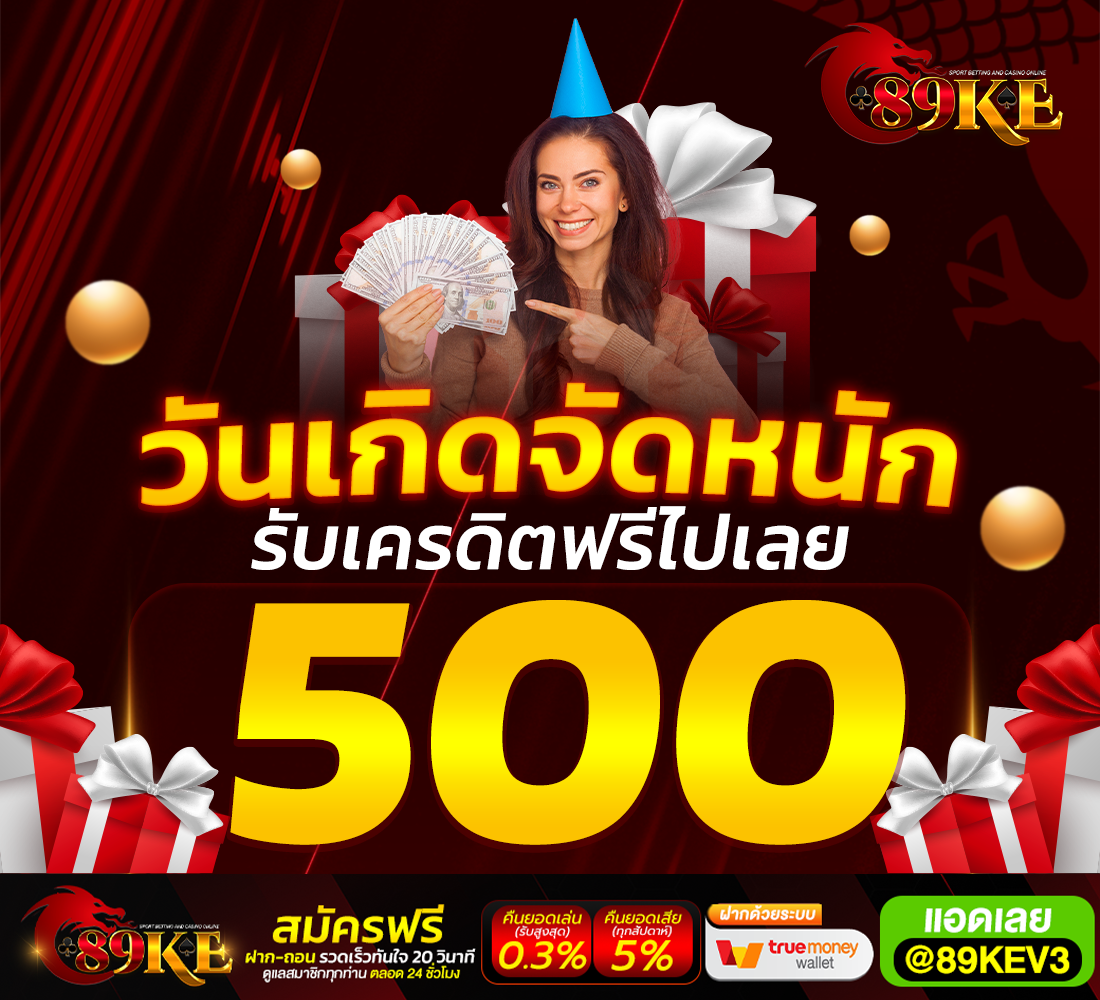 SPORT BETTING AND CASINO ONLINE
89KE
วันเกิดจัดหนัก
รับเครดิตฟรีไปเลย
500
SPORT BETTING AND CASINO ONLINE
89KE
สมัครฟรี
ฝาก-ถอน รวดเร็วทันใจ 20 วินาที
ดูแลสมาชิกทุกท่าน ตลอด 24 ชั่วโมง
คืนยอดเล่น
(รับสูงสุด)
0.3%
คืนยอดเสีย
(ทุกสัปดาห์)
5%
ฝากด้วยระบบ
truemoney
wallet
แอดเลย
@89KEV3